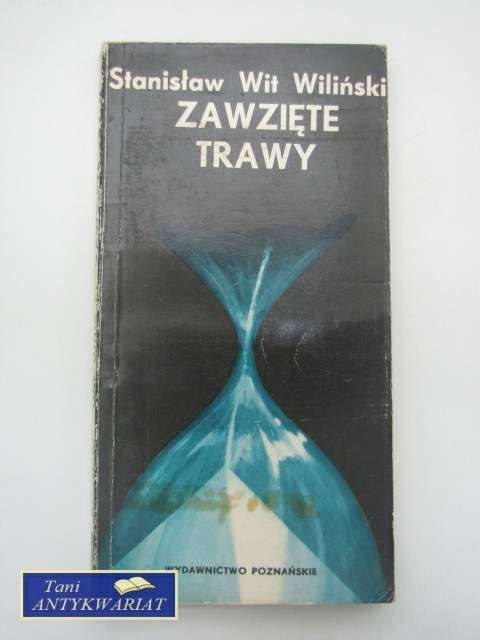 Stanisław Wit Wiliński
ZAWZIĘTE
TRAWY
WYDAWNICTWO POZNAŃSKIE
Tani
ANTYKWARIAT